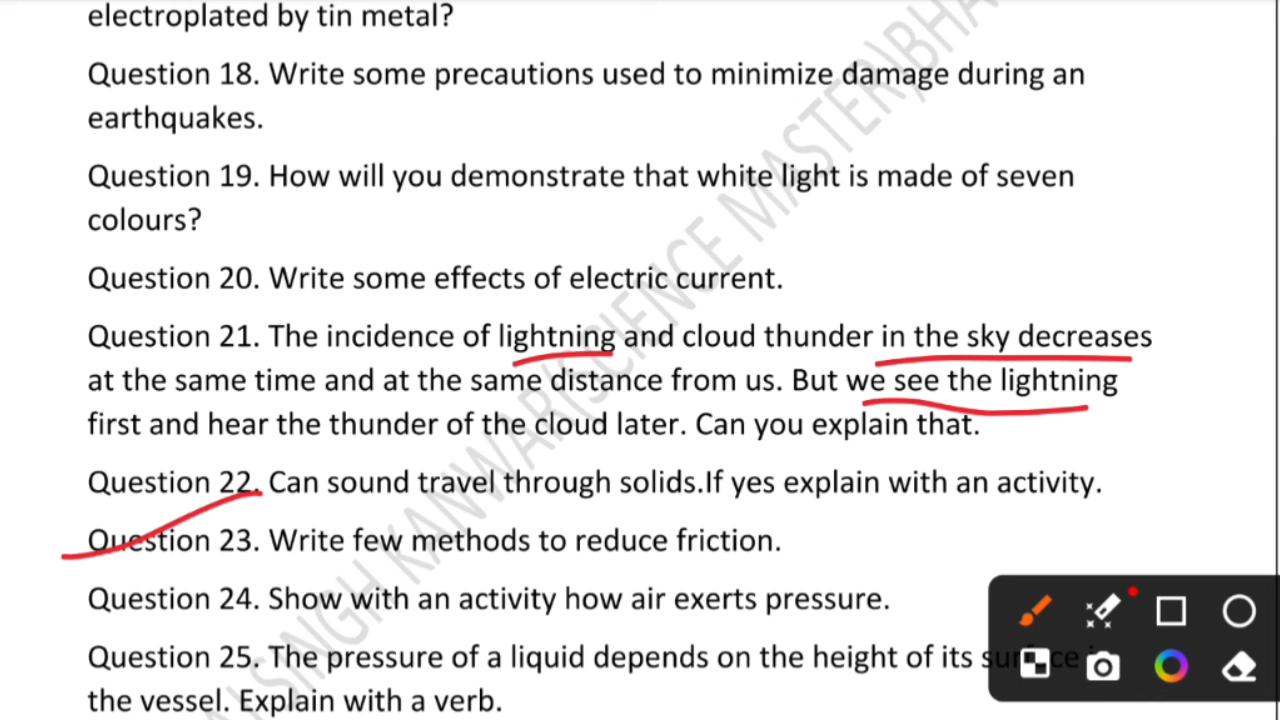 electroplated by tin metal?
Question 18. Write some precautions used to minimize damage during an
earthquakes.
Question 19. How will you demonstrate that white light is made of seven
colours?
Question 20. Write some effects of electric current.
Question 21. The incidence of lightning and cloud thunder in the sky decreases
at the same time and at the same distance from us. But we see the lightning
first and hear the thunder of the cloud later. Can you explain that.
Question 22. Can sound travel through solids.If yes explain with an activity.
Question 23. Write few methods to reduce friction.
Question 24. Show with an activity how air exerts pressure.
Question 25. The pressure of a liquid depends on the height of its
the vessel. Explain with a verb.
SINGH KANWAR(SCIENCE MASTER)BHA